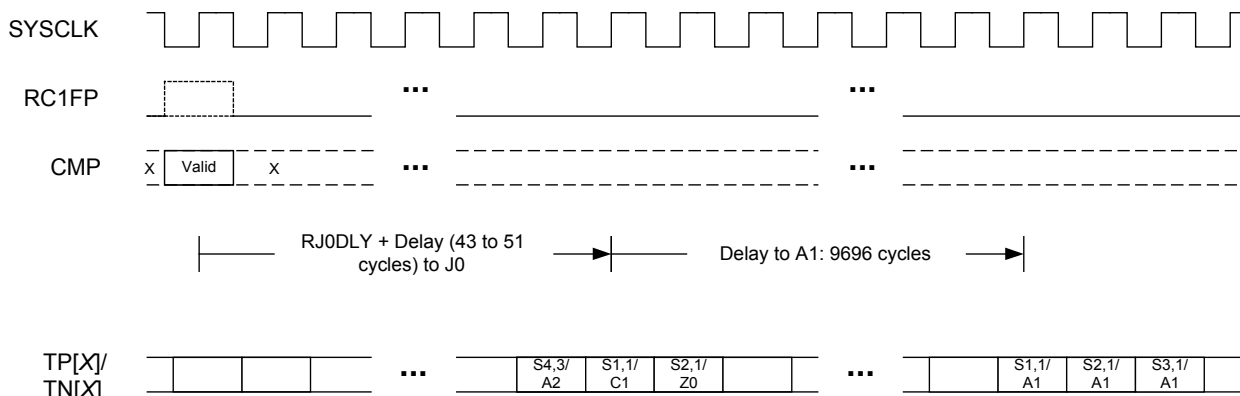 SYSCLK
RC1FP
...
...
CMP
X
Valid
X
...
...
RJ0DLY + Delay (43 to 51
cycles) to J0
Delay to A1: 9696 cycles
TP[X]/
TN[X]
...
S4,3/
A2
S1,1/
C1
S2,1/
Z0
...
S1,1/
A1
S2,1/
A1
S3,1/
A1